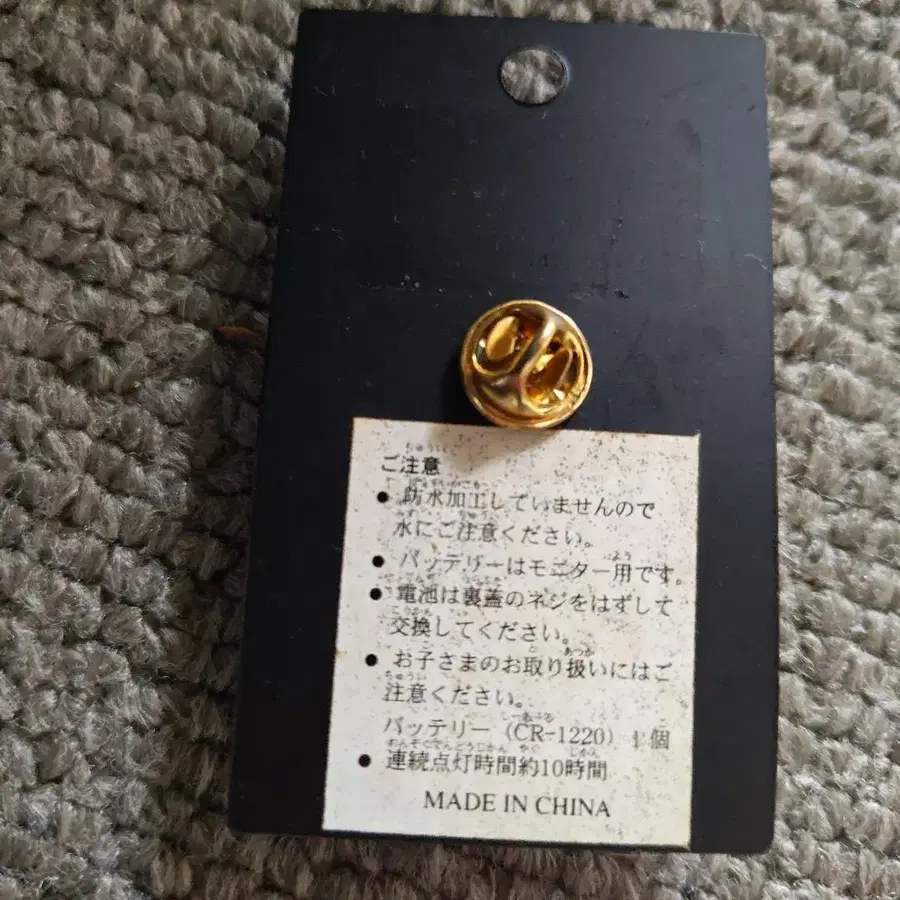 ご注意
● 防水加工していませんので
水にご注意ください。
● バッテリーはモニター用です。
● 電池は裏蓋のネジをはずして
交換してください。
● お子さまのお取り扱いにはご
注意ください。
バッテリー（CR-1220）1個
● 連続点灯時間約10時間
MADE IN CHINA